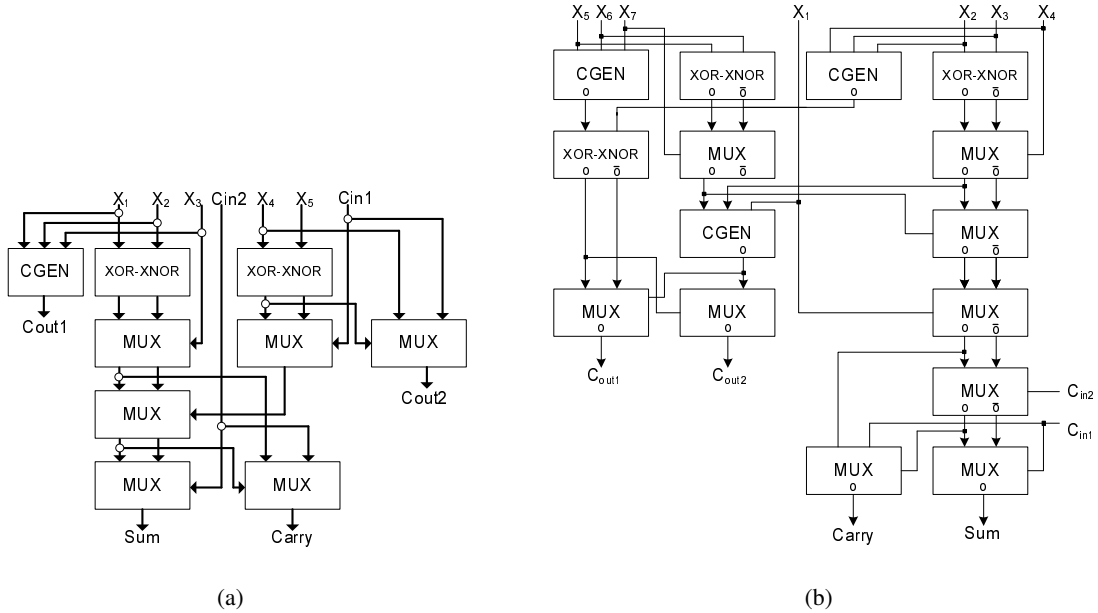 X₁ X₂ X₃ Cin2 X₄ X₅ Cin1
CGEN XOR-XNOR XOR-XNOR
Cout1
MUX MUX MUX
Cout2
MUX
MUX MUX
Sum Carry
(a)
X₅ X₆ X₇ X₁ X₂ X₃ X₄
CGEN XOR-XNOR CGEN XOR-XNOR
o o o̅ o o o̅
XOR-XNOR MUX MUX
o o̅ o o̅ o o̅
CGEN MUX
o o o̅
MUX MUX MUX
o o o o̅
Cout1 Cout2
MUX Cin2
o o̅
Cin1
MUX MUX
o o
Carry Sum
(b)